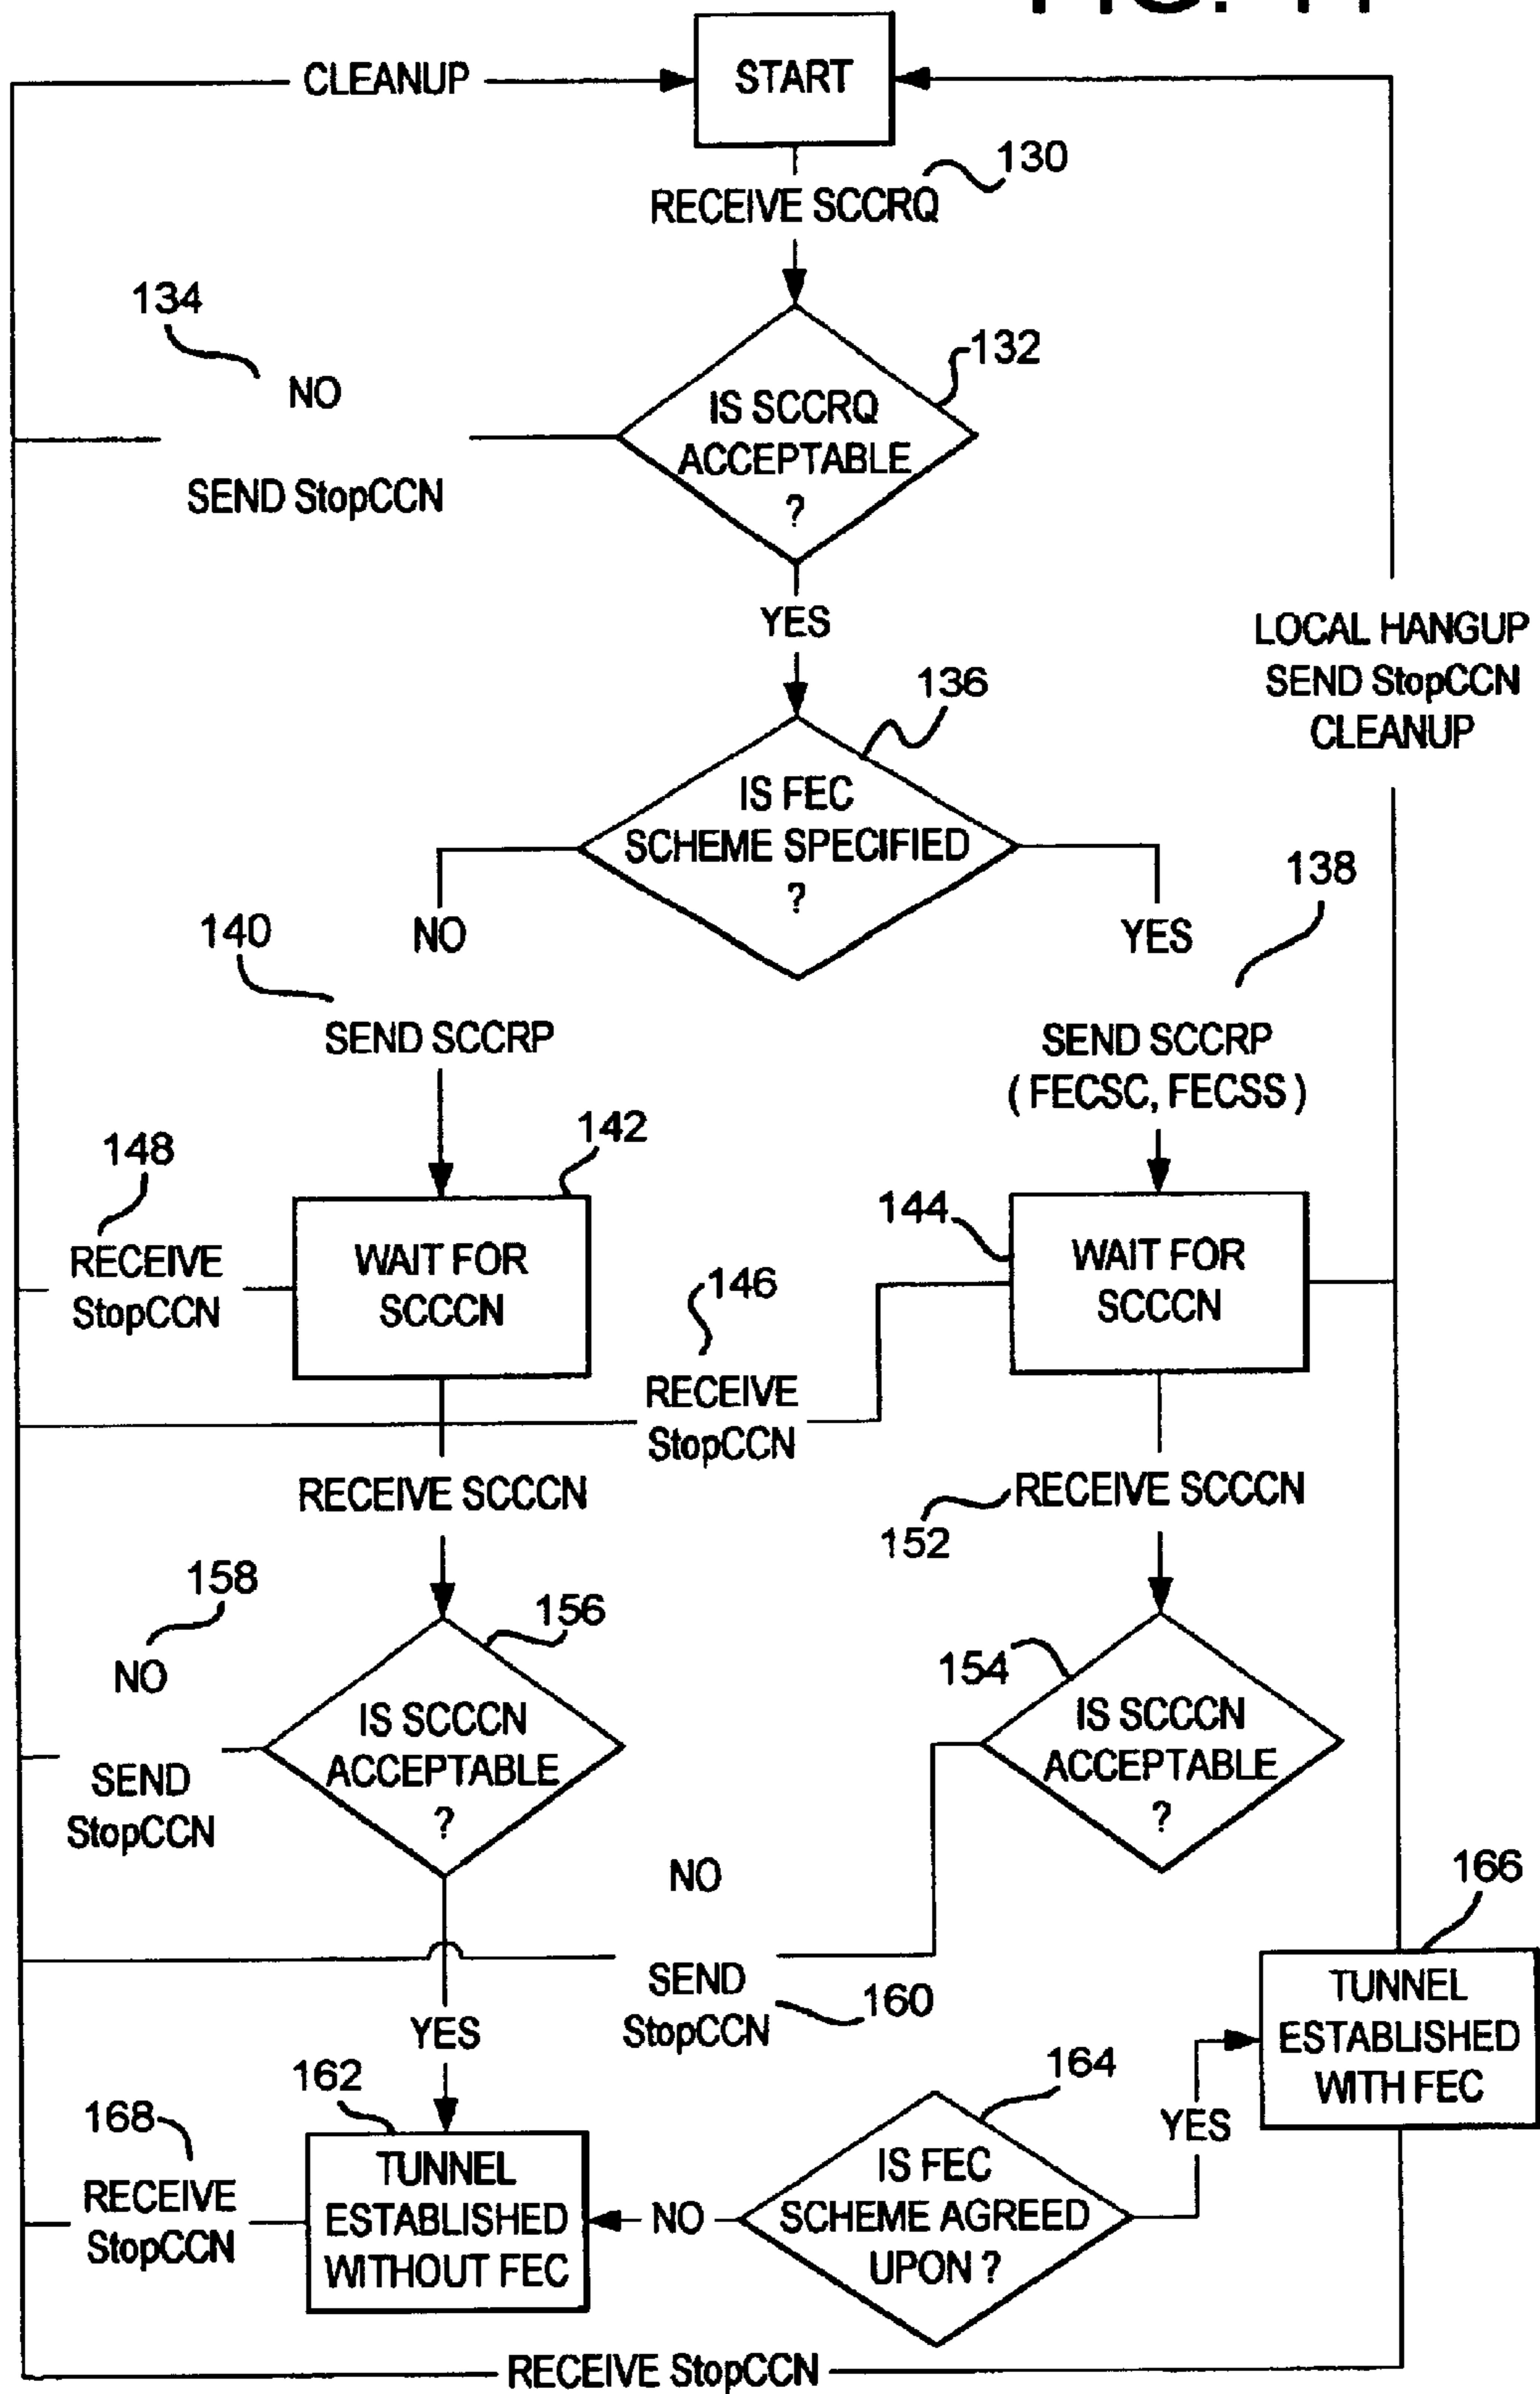 CLEANUP
START
130
RECEIVE SCCRQ
134
132
NO
IS SCCRQ
ACCEPTABLE
?
SEND StopCCN
YES
LOCAL HANGUP
SEND StopCCN
CLEANUP
136
IS FEC
SCHEME SPECIFIED
?
138
NO
YES
140
SEND SCCRP
SEND SCCRP
( FECSC, FECSS )
142
148
144
WAIT FOR
SCCCN
WAIT FOR
SCCCN
RECEIVE
StopCCN
146
RECEIVE
StopCCN
RECEIVE SCCCN
RECEIVE SCCCN
152
158
156
154
NO
IS SCCCN
ACCEPTABLE
?
IS SCCCN
ACCEPTABLE
?
SEND
StopCCN
NO
166
SEND
StopCCN
160
TUNNEL
ESTABLISHED
WITH FEC
YES
162
164
168
YES
RECEIVE
StopCCN
TUNNEL
ESTABLISHED
WITHOUT FEC
NO
IS FEC
SCHEME AGREED
UPON ?
RECEIVE StopCCN